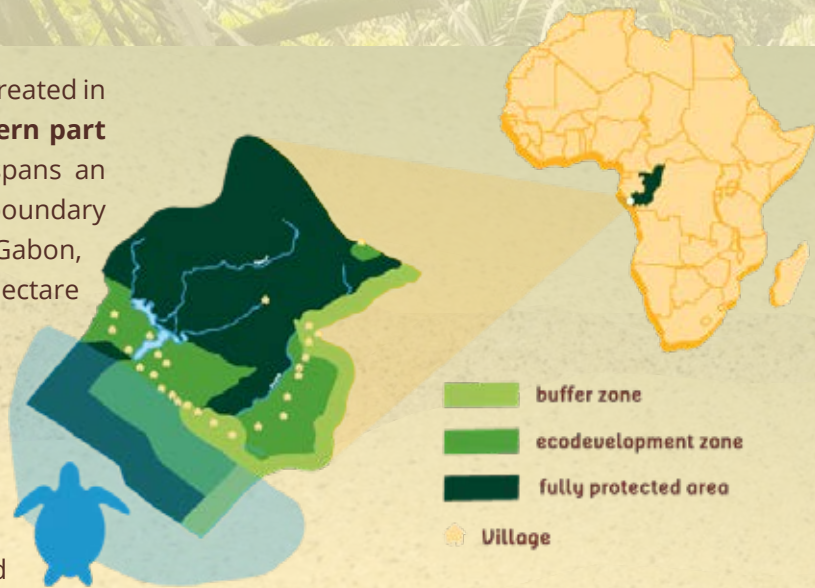 reated in
ern part
pans an
oundary
Gabon,
ectare
d
buffer zone
ecodevelopment zone
fully protected area
Village